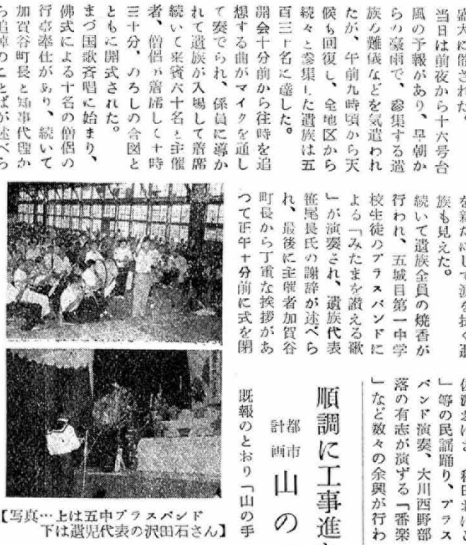 盛大に催された。
当日は前夜から十六号台
風の予報があり、早朝か
らの豪雨で、参集する遺
族の難儀などを気遣われ
たが、午前九時頃から天
候も回復し、全地区から
続々と参集した遺族は五
百三十名に達した。
開会十分前から往時を追
想する曲がマイクを通し
て奏でられ、係員に導か
れて遺族が入場して着席
続いて来賓六十名と主催
者、僧侶が着席して十時
三十分、のろしの合図と
ともに開式された。
まづ国歌斉唱に始まり、
佛式による十名の僧侶の
行事奉仕があり、続いて
加賀谷町長と知事代理か
ら追悼のことばが述べら
族も見えた。
続いて遺族全員の焼香が
行われ、五城目第一中学
校生徒のブラスバンドに
よる「みたまを讃える歌
」が演奏され、遺族代表
笹尾長氏の謝辞が述べら
れ、最後に主催者加賀谷
町長から丁重な挨拶があ
つて正午十分前に式を閉
」等の民謡踊り、ブラス
バンド演奏、大川西野部
落の有志が演ずる「番楽
」など数々の余興が行わ
順調に工事進
都市
計画
山の
既報のとおり「山の手
【写真…上は五中ブラスバンド
下は遺児代表の沢田石さん】